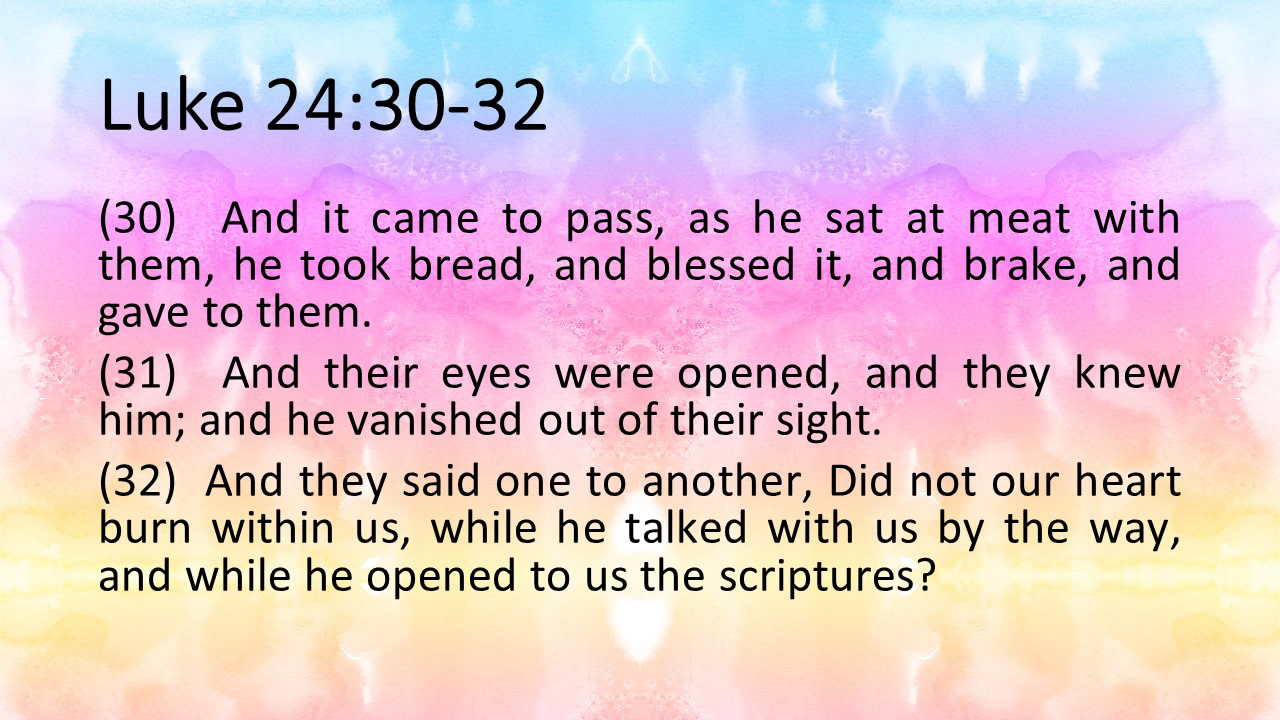 Luke 24:30-32
(30) And it came to pass, as he sat at meat with
them, he took bread, and blessed it, and brake, and
gave to them.
(31) And their eyes were opened, and they knew
him; and he vanished out of their sight.
(32) And they said one to another, Did not our heart
burn within us, while he talked with us by the way,
and while he opened to us the scriptures?